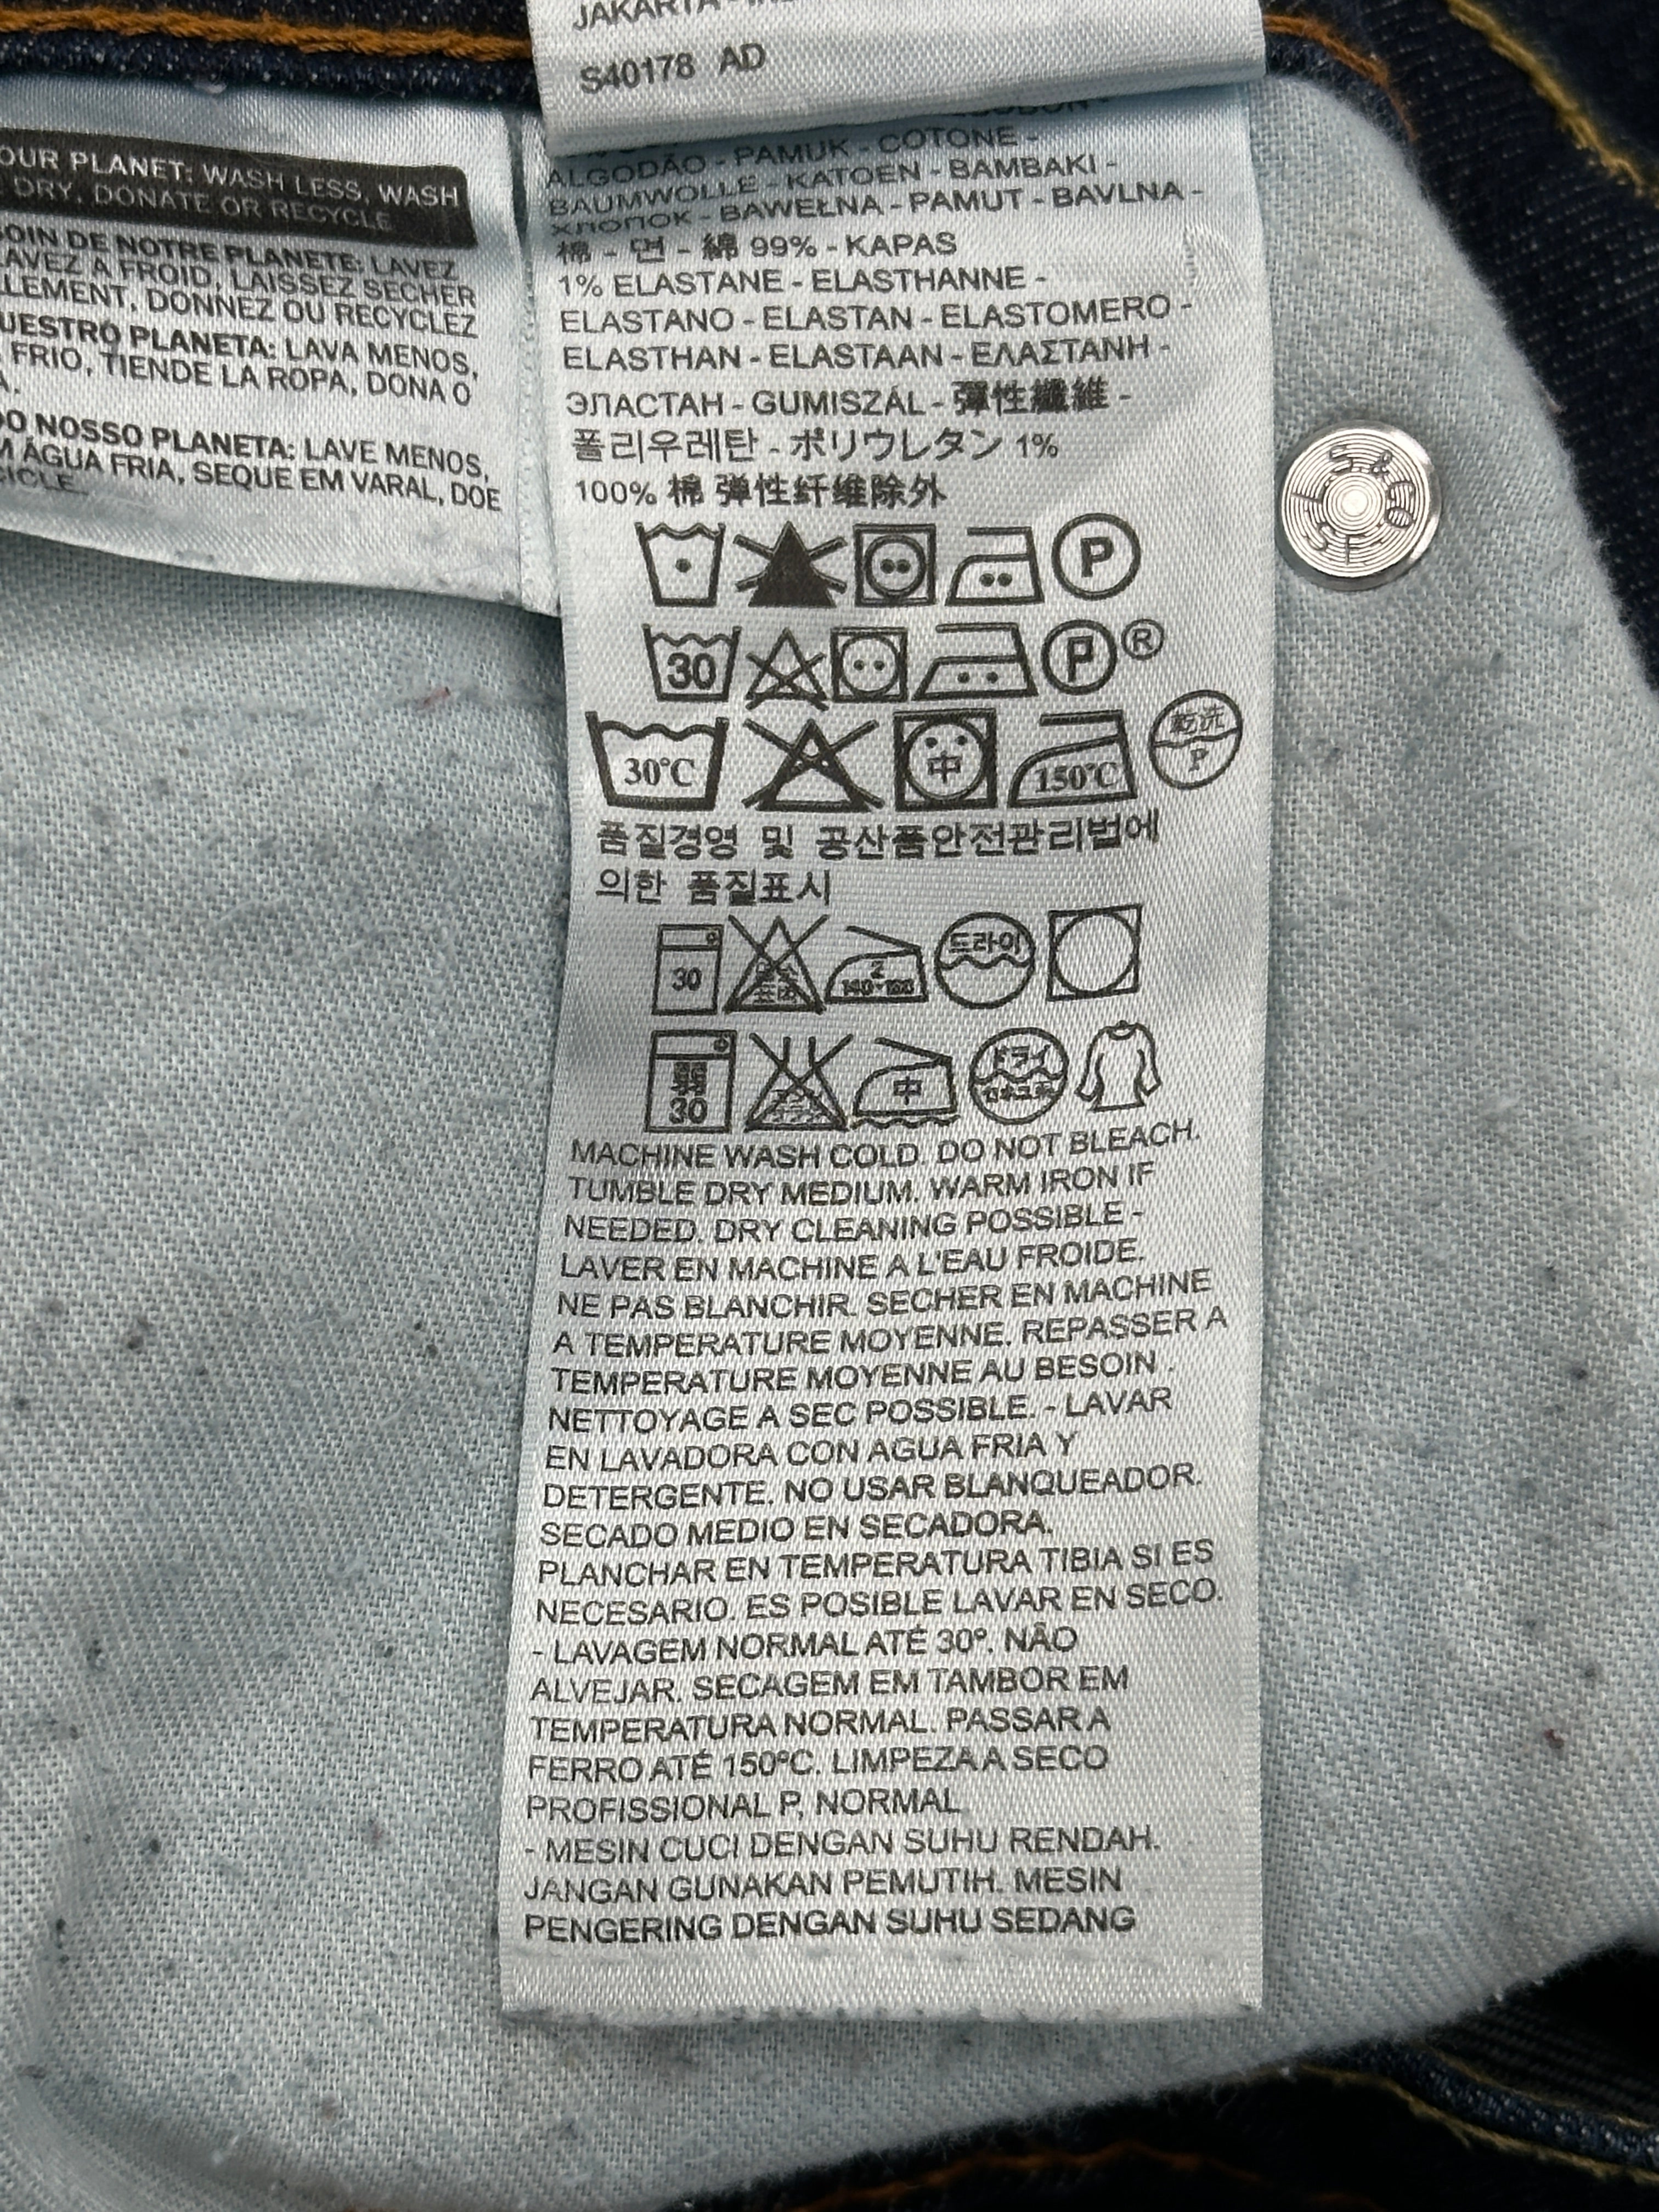 JAKARTA -
S40178 AD
OUR PLANET: WASH LESS, WASH
DRY, DONATE OR RECYCLE
SOIN DE NOTRE PLANETE: LAVEZ
LAVEZ A FROID, LAISSEZ SECHER
DONNEZ OU RECYCLEZ
PLANETA: LAVA MENOS,
FRIO, TIENDE LA ROPA, DONA O
NOSSO PLANETA: LAVE MENOS,
ÁGUA FRIA, SEQUE EM VARAL, DOE
ALGODÃO - PAMUK - COTONE -
BAUMWOLLE - KATOEN - BAMBAKI -
ХЛОПОК - BAWEŁNA - PAMUT - BAVLNA -
棉 - 면 - 綿 99% - KAPAS
1% ELASTANE - ELASTHANNE -
ELASTANO - ELASTAN - ELASTOMERO -
ELASTHAN - ELASTAAN - ΕΛΑΣΤΑΝΗ -
ЭЛАСТАН - GUMISZÁL - 彈性纖維 -
폴리우레탄 - ポリウレタン 1%
100% 棉 弹性纤维除外
P
30 P ®
30°C 中 150°C 乾洗 P
품질경영 및 공산품안전관리법에
의한 품질표시
30 2 드라이
30 中 ドライ
MACHINE WASH COLD. DO NOT BLEACH.
TUMBLE DRY MEDIUM. WARM IRON IF
NEEDED. DRY CLEANING POSSIBLE -
LAVER EN MACHINE A L'EAU FROIDE.
NE PAS BLANCHIR. SECHER EN MACHINE
A TEMPERATURE MOYENNE. REPASSER A
TEMPERATURE MOYENNE AU BESOIN .
NETTOYAGE A SEC POSSIBLE. - LAVAR
EN LAVADORA CON AGUA FRIA Y
DETERGENTE. NO USAR BLANQUEADOR.
SECADO MEDIO EN SECADORA.
PLANCHAR EN TEMPERATURA TIBIA SI ES
NECESARIO. ES POSIBLE LAVAR EN SECO.
- LAVAGEM NORMAL ATÉ 30º. NÃO
ALVEJAR. SECAGEM EM TAMBOR EM
TEMPERATURA NORMAL. PASSAR A
FERRO ATÉ 150ºC. LIMPEZA A SECO
PROFISSIONAL P, NORMAL
- MESIN CUCI DENGAN SUHU RENDAH.
JANGAN GUNAKAN PEMUTIH. MESIN
PENGERING DENGAN SUHU SEDANG